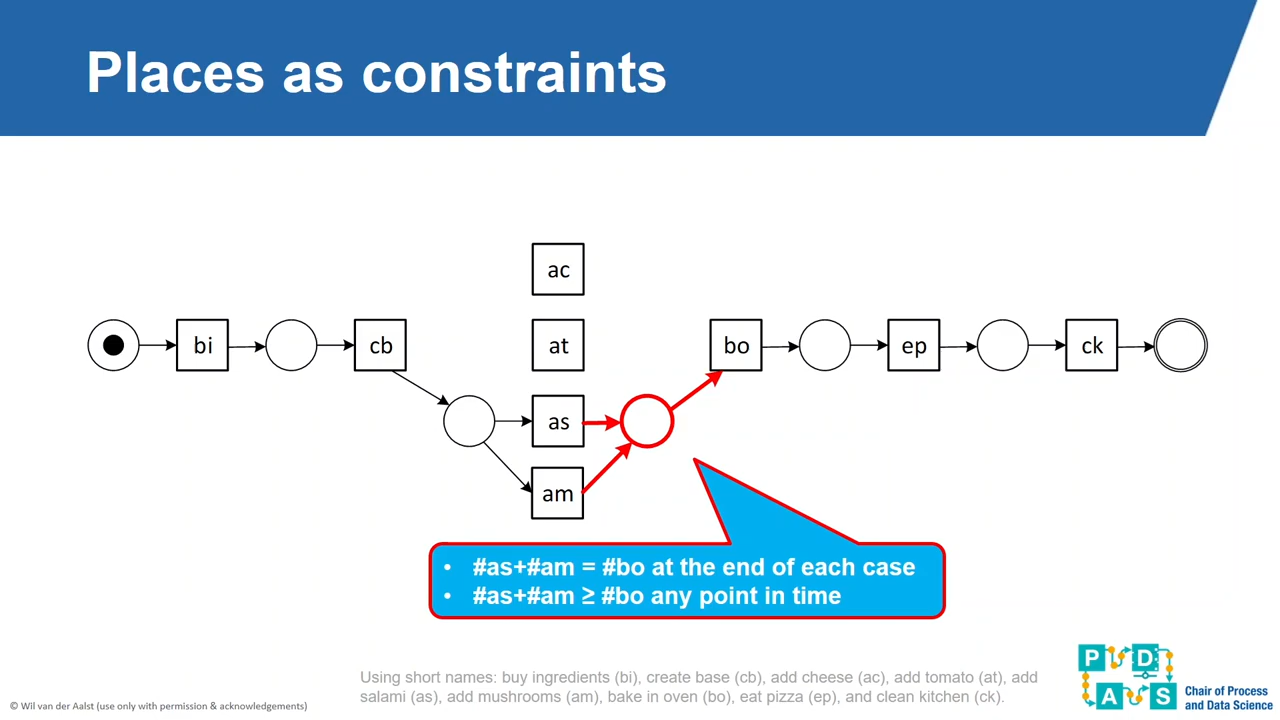 Places as constraints
ac
bi
cb
at
bo
ep
ck
as
am
• #as+#am = #bo at the end of each case
• #as+#am ≥ #bo any point in time
Using short names: buy ingredients (bi), create base (cb), add cheese (ac), add tomato (at), add
salami (as), add mushrooms (am), bake in oven (bo), eat pizza (ep), and clean kitchen (ck).
© Wil van der Aalst (use only with permission & acknowledgements)
P D
A S
Chair of Process
and Data Science